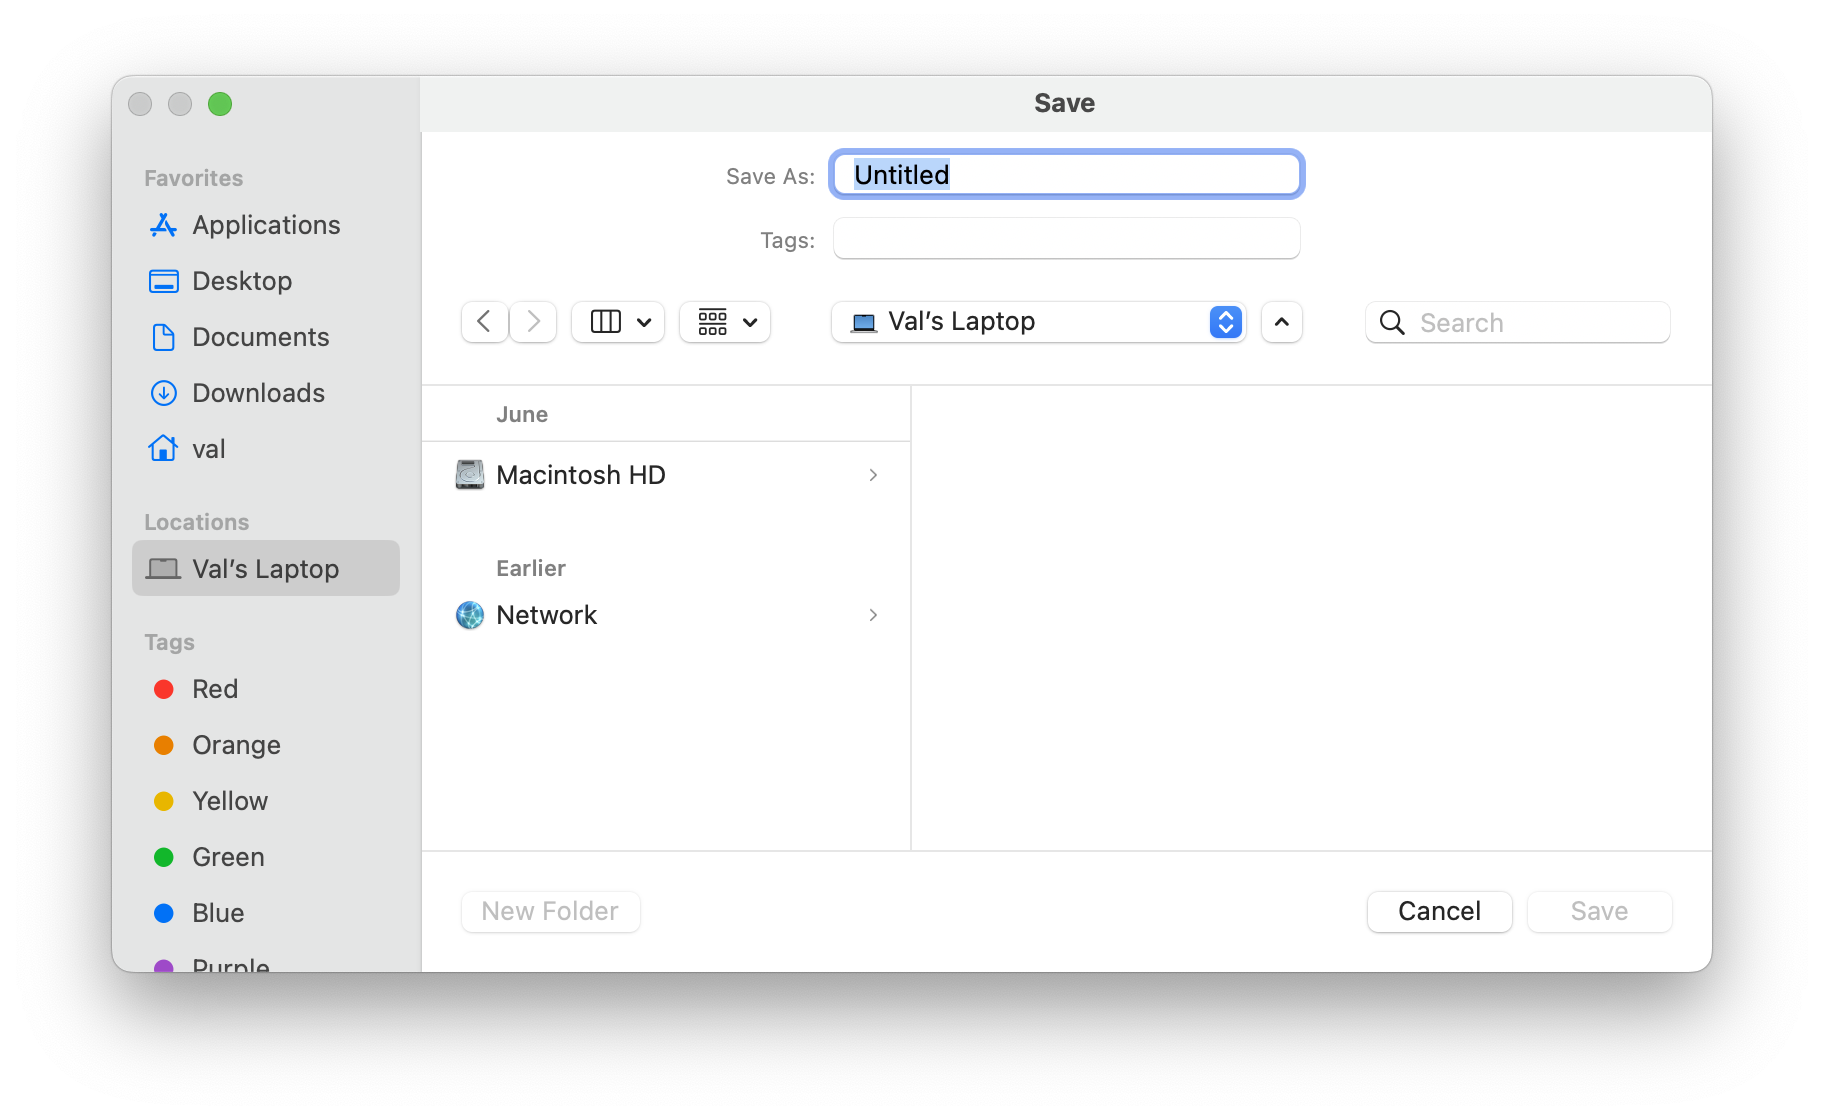 Save
Favorites
Applications
Desktop
Documents
Downloads
val
Locations
Val’s Laptop
Tags
Red
Orange
Yellow
Green
Blue
Purple
Save As: Untitled
Tags:
Val’s Laptop
Search
June
Macintosh HD
Earlier
Network
New Folder
Cancel
Save